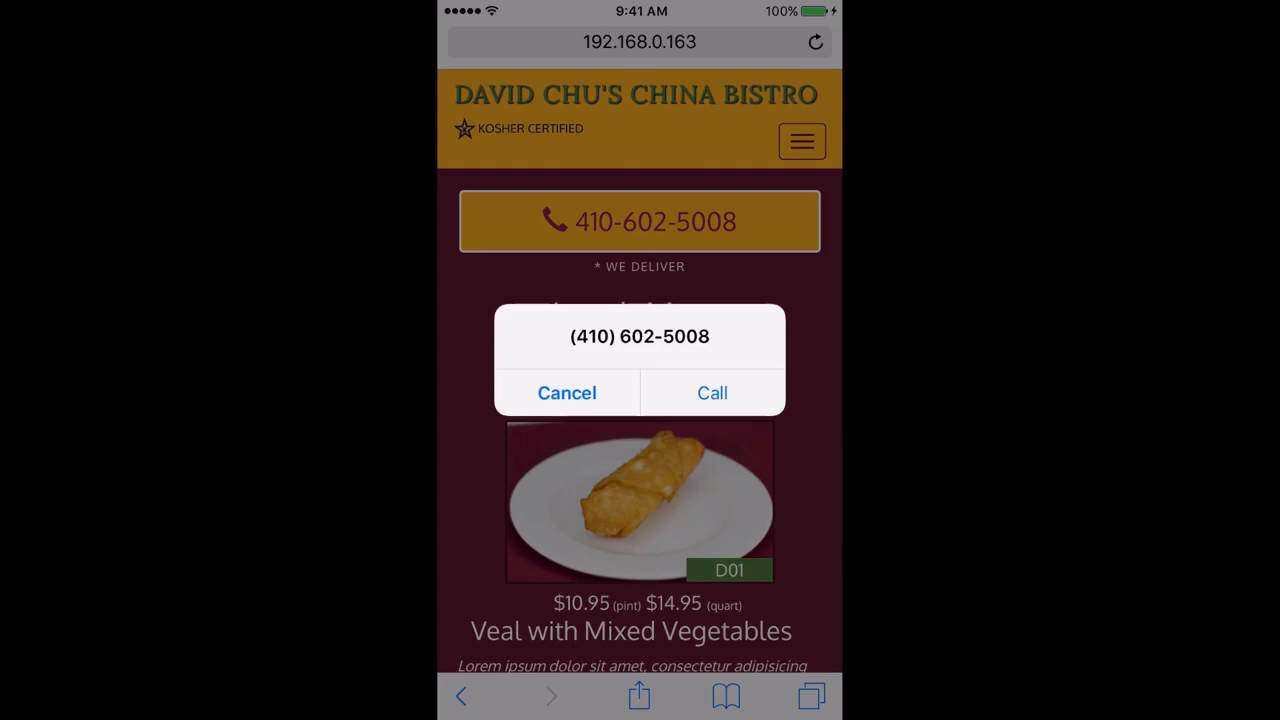 9:41 AM
100%
192.168.0.163
DAVID CHU'S CHINA BISTRO
KOSHER CERTIFIED
410-602-5008
* WE DELIVER
(410) 602-5008
Cancel Call
D01
$10.95 (pint) $14.95 (quart)
Veal with Mixed Vegetables
Lorem ipsum dolor sit amet, consectetur adipisicing